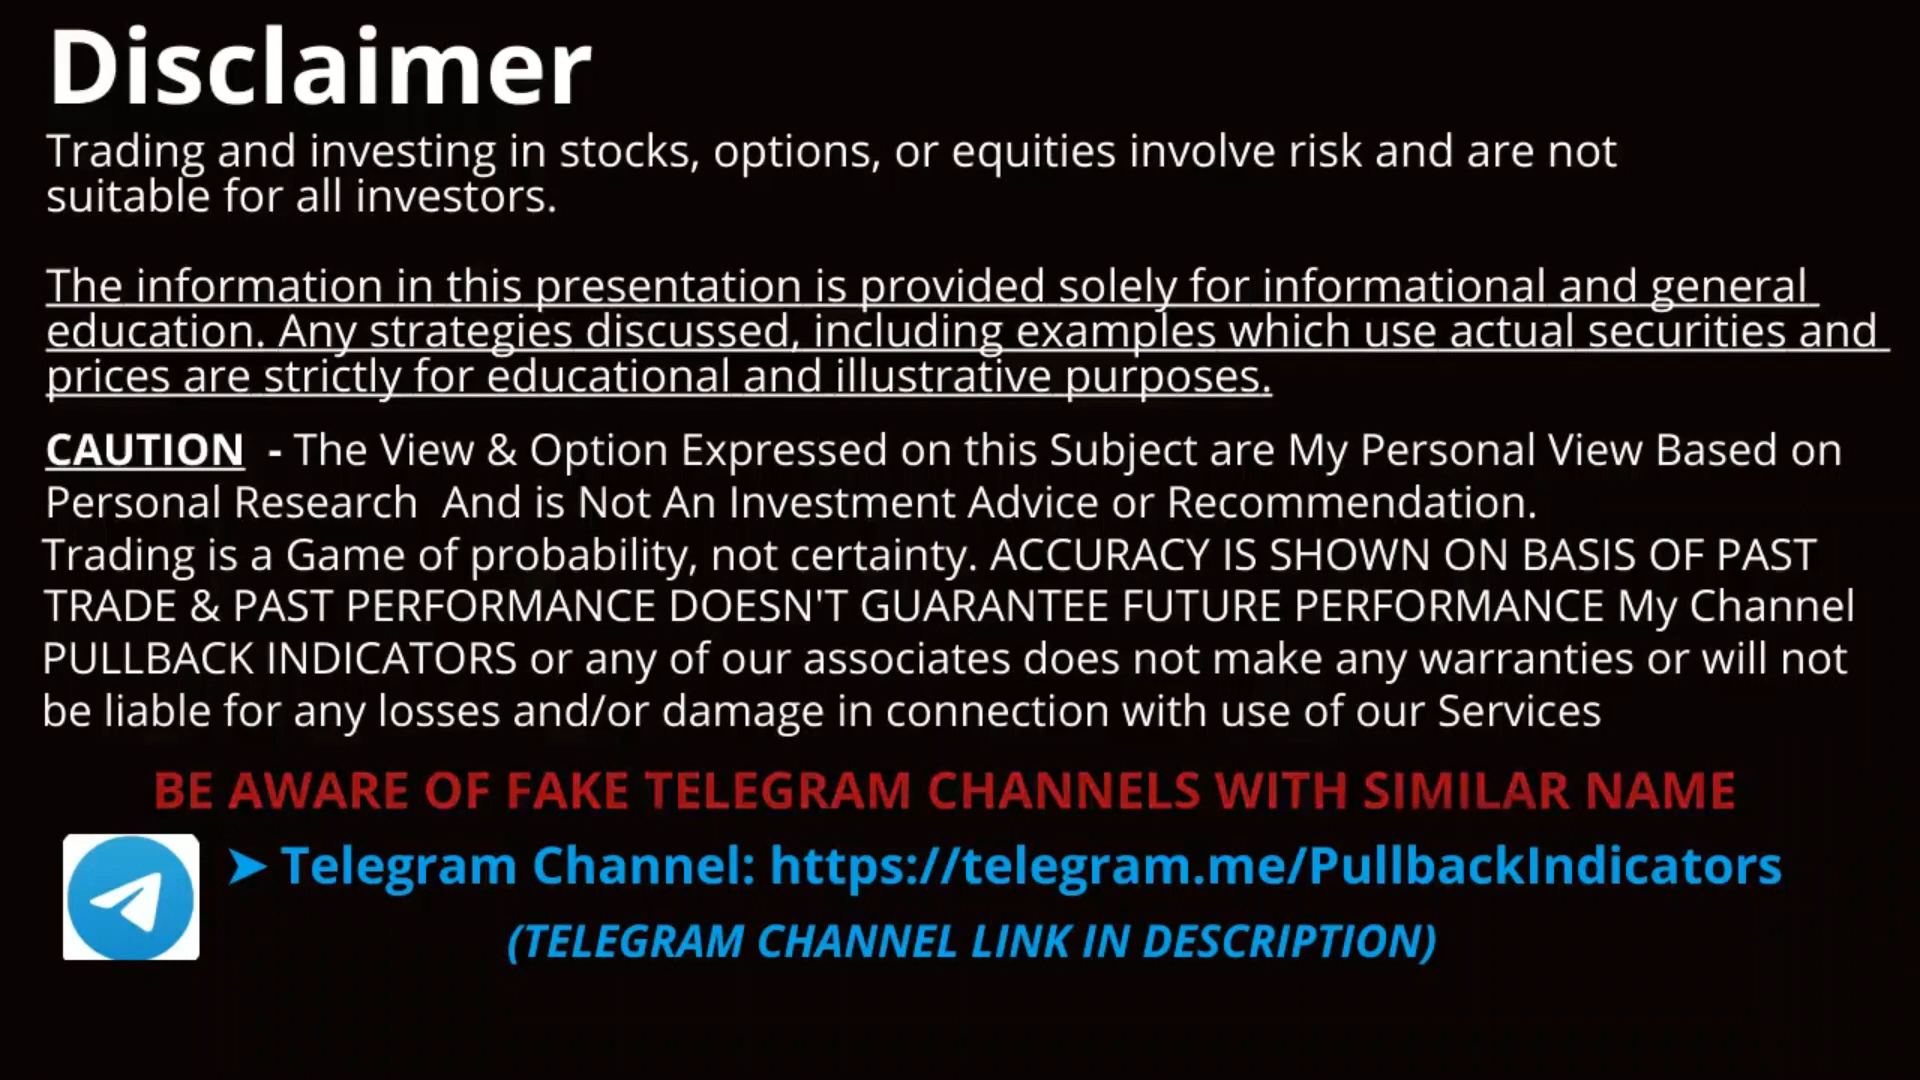 Disclaimer
Trading and investing in stocks, options, or equities involve risk and are not
suitable for all investors.
The information in this presentation is provided solely for informational and general
education. Any strategies discussed, including examples which use actual securities and
prices are strictly for educational and illustrative purposes.
CAUTION - The View & Option Expressed on this Subject are My Personal View Based on
Personal Research And is Not An Investment Advice or Recommendation.
Trading is a Game of probability, not certainty. ACCURACY IS SHOWN ON BASIS OF PAST
TRADE & PAST PERFORMANCE DOESN'T GUARANTEE FUTURE PERFORMANCE My Channel
PULLBACK INDICATORS or any of our associates does not make any warranties or will not
be liable for any losses and/or damage in connection with use of our Services
BE AWARE OF FAKE TELEGRAM CHANNELS WITH SIMILAR NAME
➤ Telegram Channel: https://telegram.me/PullbackIndicators
(TELEGRAM CHANNEL LINK IN DESCRIPTION)